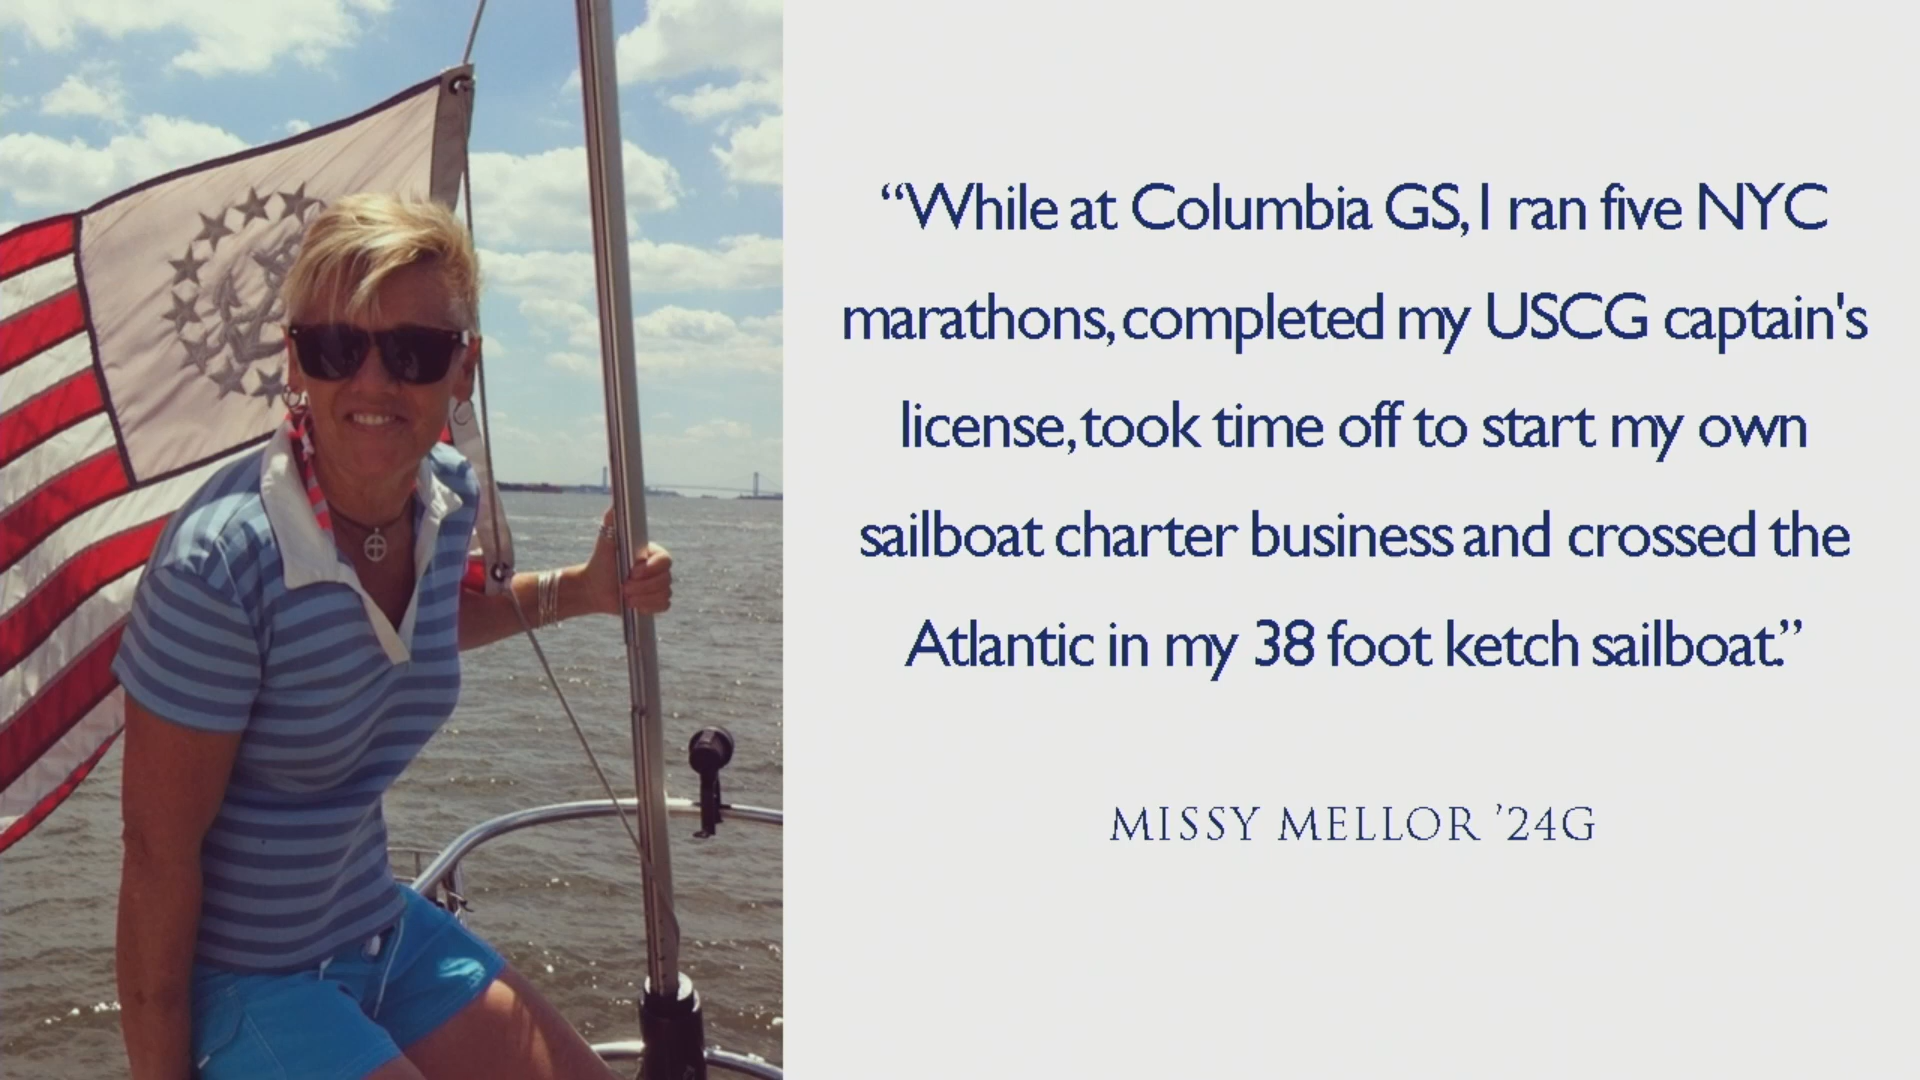 “While at Columbia GS, I ran five NYC
marathons, completed my USCG captain's
license, took time off to start my own
sailboat charter business and crossed the
Atlantic in my 38 foot ketch sailboat.”
MISSY MELLOR ’24G